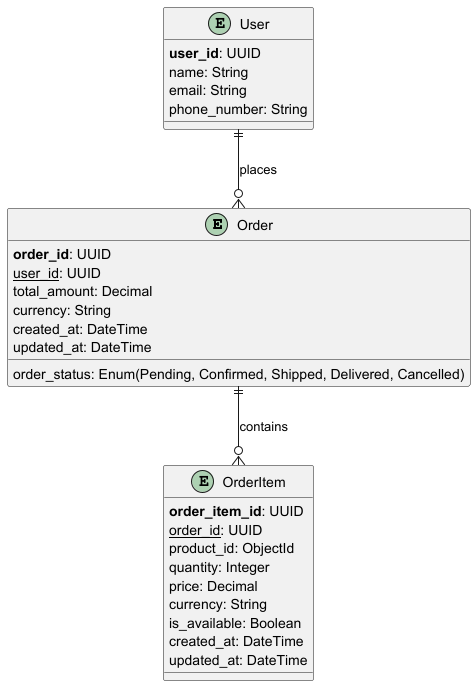 E User
user_id: UUID
name: String
email: String
phone_number: String
places
E Order
order_id: UUID
user_id: UUID
total_amount: Decimal
currency: String
created_at: DateTime
updated_at: DateTime
order_status: Enum(Pending, Confirmed, Shipped, Delivered, Cancelled)
contains
E OrderItem
order_item_id: UUID
order_id: UUID
product_id: ObjectId
quantity: Integer
price: Decimal
currency: String
is_available: Boolean
created_at: DateTime
updated_at: DateTime